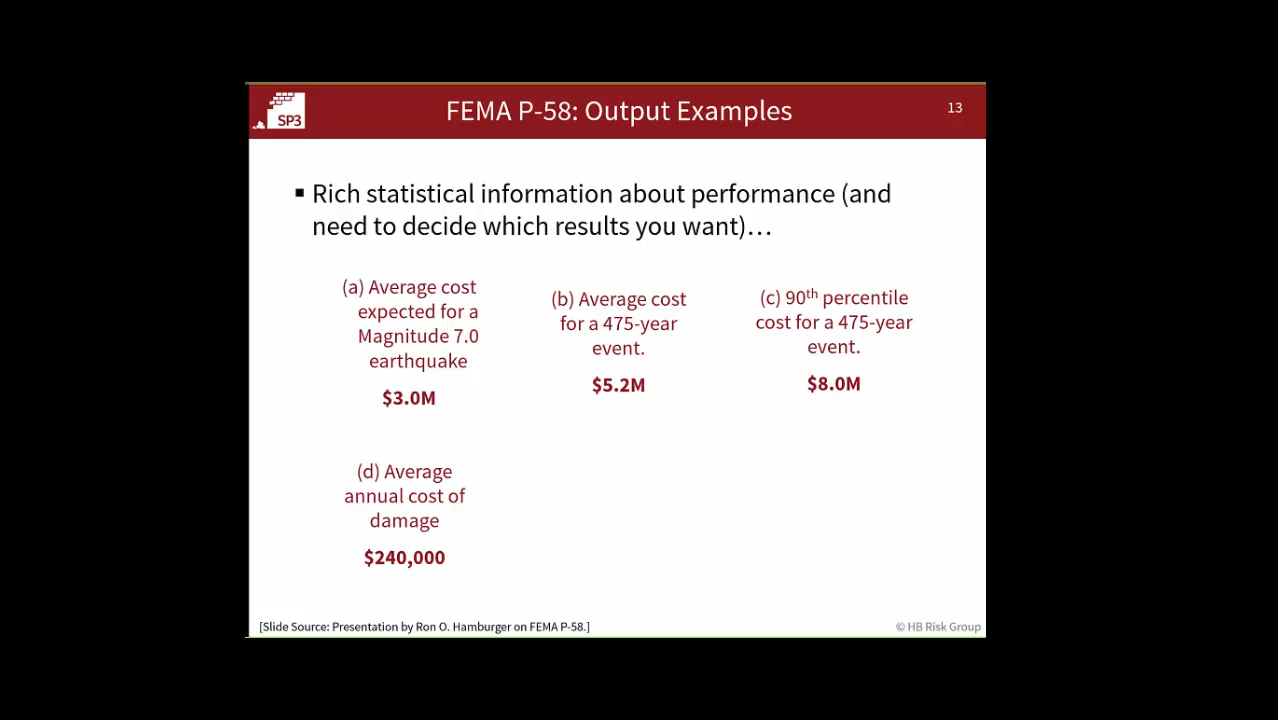 SP3
FEMA P-58: Output Examples
13
▪ Rich statistical information about performance (and
need to decide which results you want)…
(a) Average cost
expected for a
Magnitude 7.0
earthquake
$3.0M
(b) Average cost
for a 475-year
event.
$5.2M
(c) 90th percentile
cost for a 475-year
event.
$8.0M
(d) Average
annual cost of
damage
$240,000
[Slide Source: Presentation by Ron O. Hamburger on FEMA P-58.]
© HB Risk Group